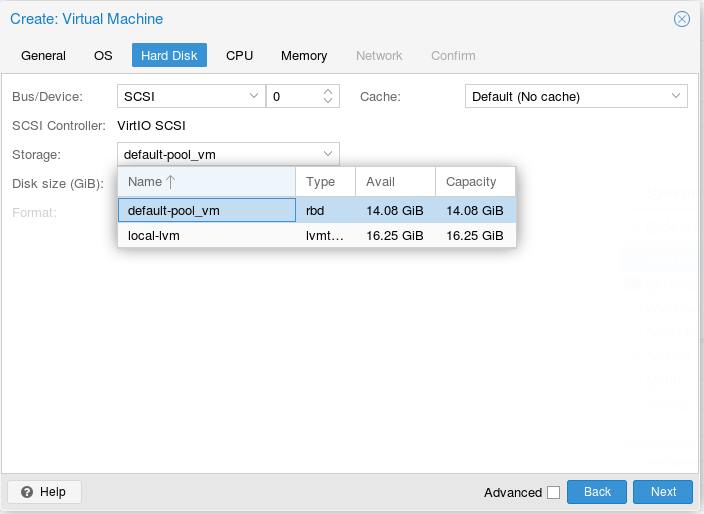 Create: Virtual Machine
General OS Hard Disk CPU Memory Network Confirm
Bus/Device: SCSI 0 Cache: Default (No cache)
SCSI Controller: VirtIO SCSI
Storage: default-pool_vm
Disk size (GiB): Name Type Avail Capacity
Format: default-pool_vm rbd 14.08 GiB 14.08 GiB
local-lvm lvmt... 16.25 GiB 16.25 GiB
Help Advanced Back Next